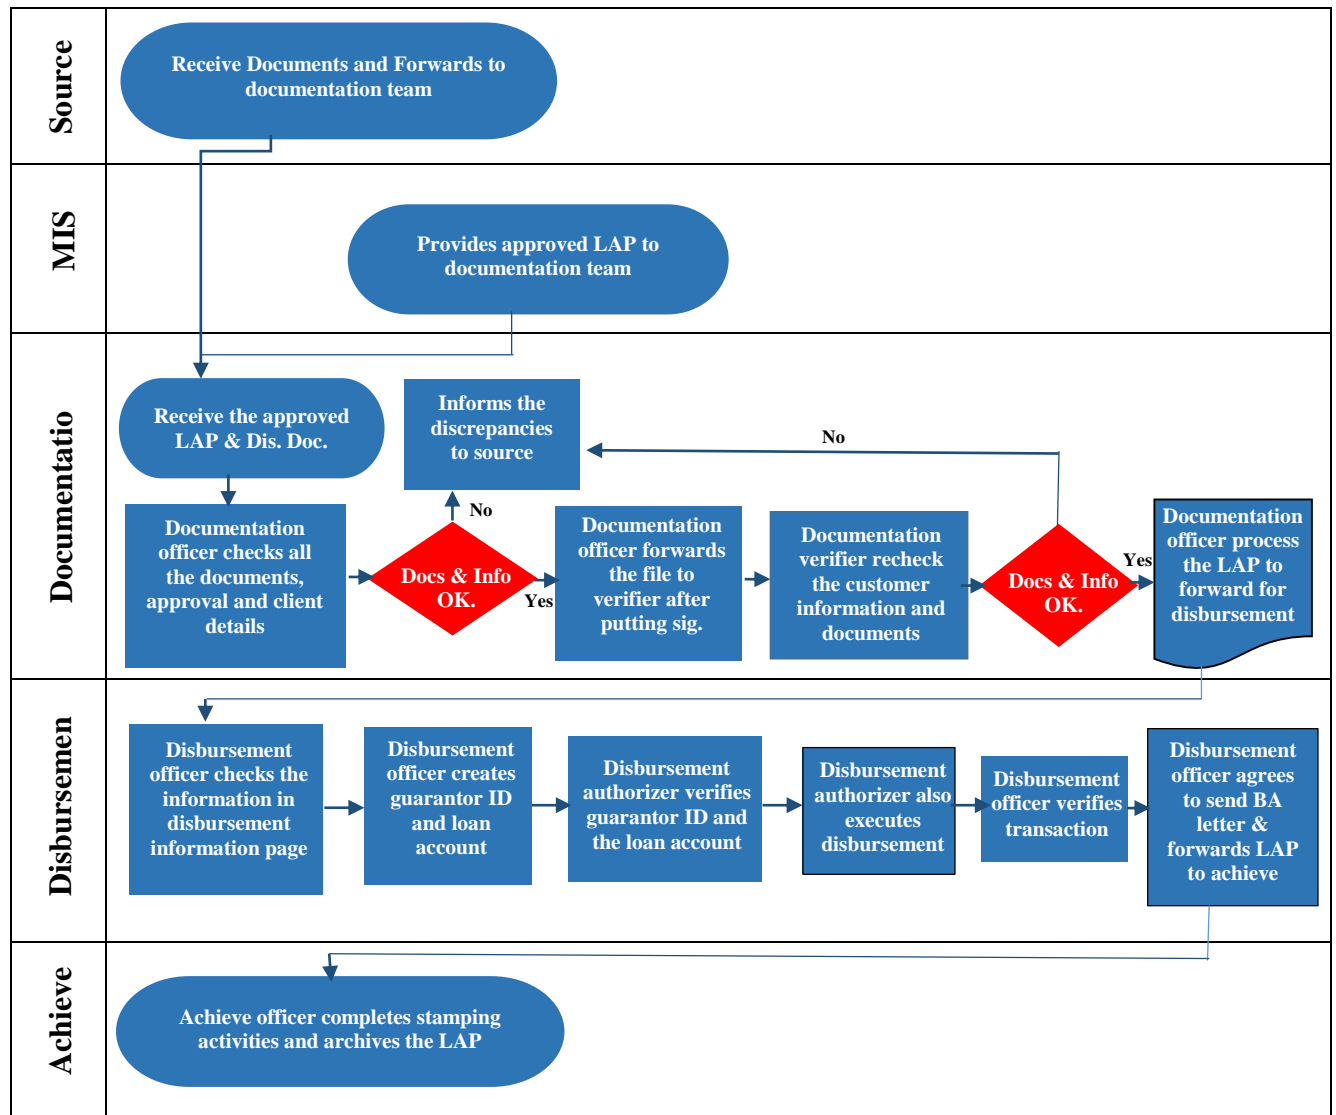 Source
Receive Documents and Forwards to
documentation team
MIS
Provides approved LAP to
documentation team
Documentatio
Receive the approved
LAP & Dis. Doc.
Informs the
discrepancies
to source
No
No
Documentation
officer checks all
the documents,
approval and client
details
Docs & Info
OK.
Yes
Documentation
officer forwards
the file to
verifier after
putting sig.
Documentation
verifier recheck
the customer
information and
documents
Docs & Info
OK.
Yes
Documentation
officer process
the LAP to
forward for
disbursement
Disbursemen
Disbursement
officer checks the
information in
disbursement
information page
Disbursement
officer creates
guarantor ID
and loan
account
Disbursement
authorizer verifies
guarantor ID and
the loan account
Disbursement
authorizer also
executes
disbursement
Disbursement
officer verifies
transaction
Disbursement
officer agrees
to send BA
letter &
forwards LAP
to achieve
Achieve
Achieve officer completes stamping
activities and archives the LAP